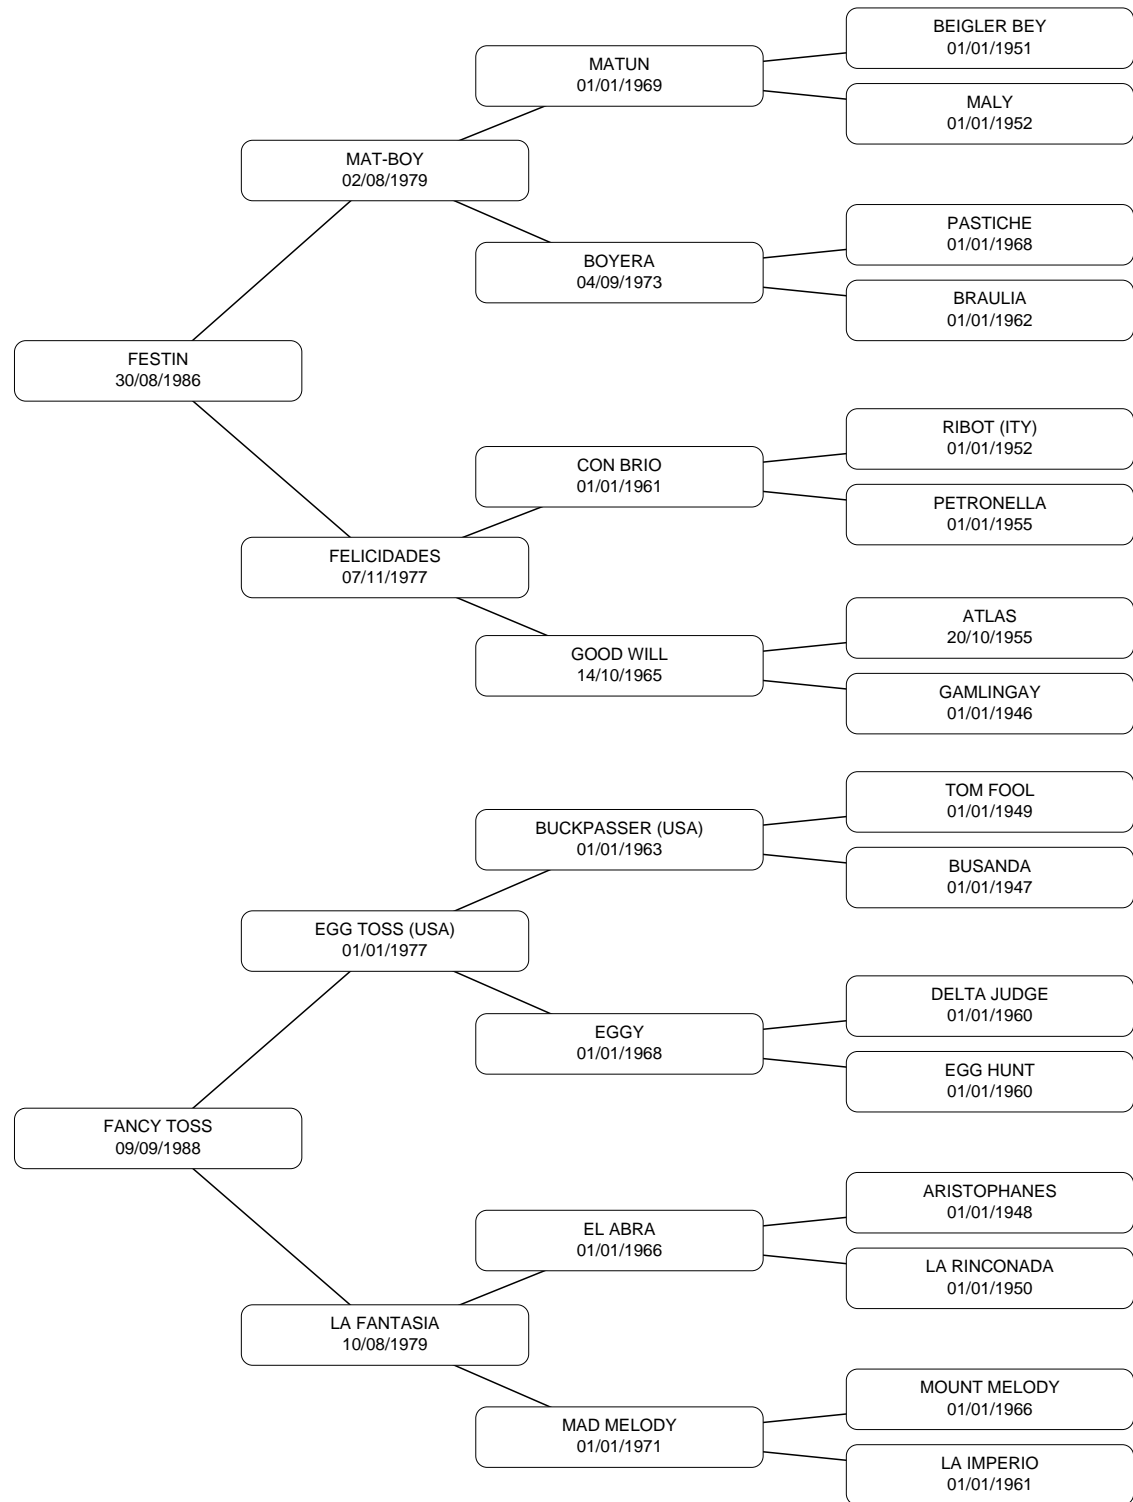 BEIGLER BEY
01/01/1951
MATUN
01/01/1969
MALY
01/01/1952
MAT-BOY
02/08/1979
PASTICHE
01/01/1968
BOYERA
04/09/1973
BRAULIA
01/01/1962
FESTIN
30/08/1986
RIBOT (ITY)
01/01/1952
CON BRIO
01/01/1961
PETRONELLA
01/01/1955
FELICIDADES
07/11/1977
ATLAS
20/10/1955
GOOD WILL
14/10/1965
GAMLINGAY
01/01/1946
TOM FOOL
01/01/1949
BUCKPASSER (USA)
01/01/1963
BUSANDA
01/01/1947
EGG TOSS (USA)
01/01/1977
DELTA JUDGE
01/01/1960
EGGY
01/01/1968
EGG HUNT
01/01/1960
FANCY TOSS
09/09/1988
ARISTOPHANES
01/01/1948
EL ABRA
01/01/1966
LA RINCONADA
01/01/1950
LA FANTASIA
10/08/1979
MOUNT MELODY
01/01/1966
MAD MELODY
01/01/1971
LA IMPERIO
01/01/1961